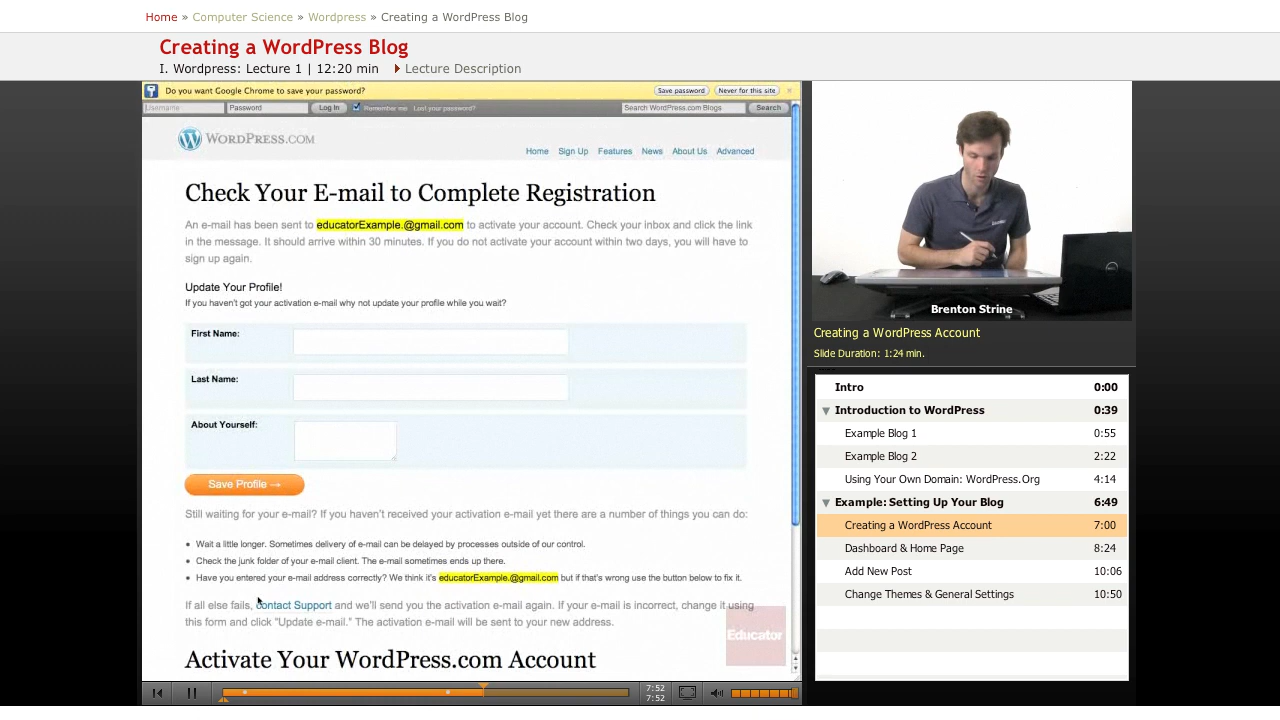 Home » Computer Science » Wordpress » Creating a WordPress Blog
Creating a WordPress Blog
I. Wordpress: Lecture 1 | 12:20 min Lecture Description
Do you want Google Chrome to save your password? Save password Never for this site
Username Password Log In Remember me Lost your password? Search WordPress.com Blogs Search
WORDPRESS.COM
Home Sign Up Features News About Us Advanced
Check Your E-mail to Complete Registration
An e-mail has been sent to educatorExample.@gmail.com to activate your account. Check your inbox and click the link
in the message. It should arrive within 30 minutes. If you do not activate your account within two days, you will have to
sign up again.
Update Your Profile!
If you haven't got your activation e-mail why not update your profile while you wait?
First Name:
Last Name:
About Yourself:
Save Profile →
Still waiting for your e-mail? If you haven't received your activation e-mail yet there are a number of things you can do:
• Wait a little longer. Sometimes delivery of e-mail can be delayed by processes outside of our control.
• Check the junk folder of your e-mail client. The e-mail sometimes ends up there.
• Have you entered your e-mail address correctly? We think it's educatorExample.@gmail.com but if that's wrong use the button below to fix it.
If all else fails, contact Support and we'll send you the activation e-mail again. If your e-mail is incorrect, change it using
this form and click "Update e-mail." The activation e-mail will be sent to your new address.
Educator
Activate Your WordPress.com Account
7:52
7:52
Brenton Strine
Creating a WordPress Account
Slide Duration: 1:24 min.
Intro 0:00
Introduction to WordPress 0:39
Example Blog 1 0:55
Example Blog 2 2:22
Using Your Own Domain: WordPress.Org 4:14
Example: Setting Up Your Blog 6:49
Creating a WordPress Account 7:00
Dashboard & Home Page 8:24
Add New Post 10:06
Change Themes & General Settings 10:50